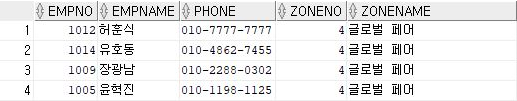 EMPNO EMPNAME PHONE ZONENO ZONENAME
1 1012 허훈식 010-7777-7777 4 글로벌 페어
2 1014 유호동 010-4862-7455 4 글로벌 페어
3 1009 장광남 010-2288-0302 4 글로벌 페어
4 1005 윤혁진 010-1198-1125 4 글로벌 페어